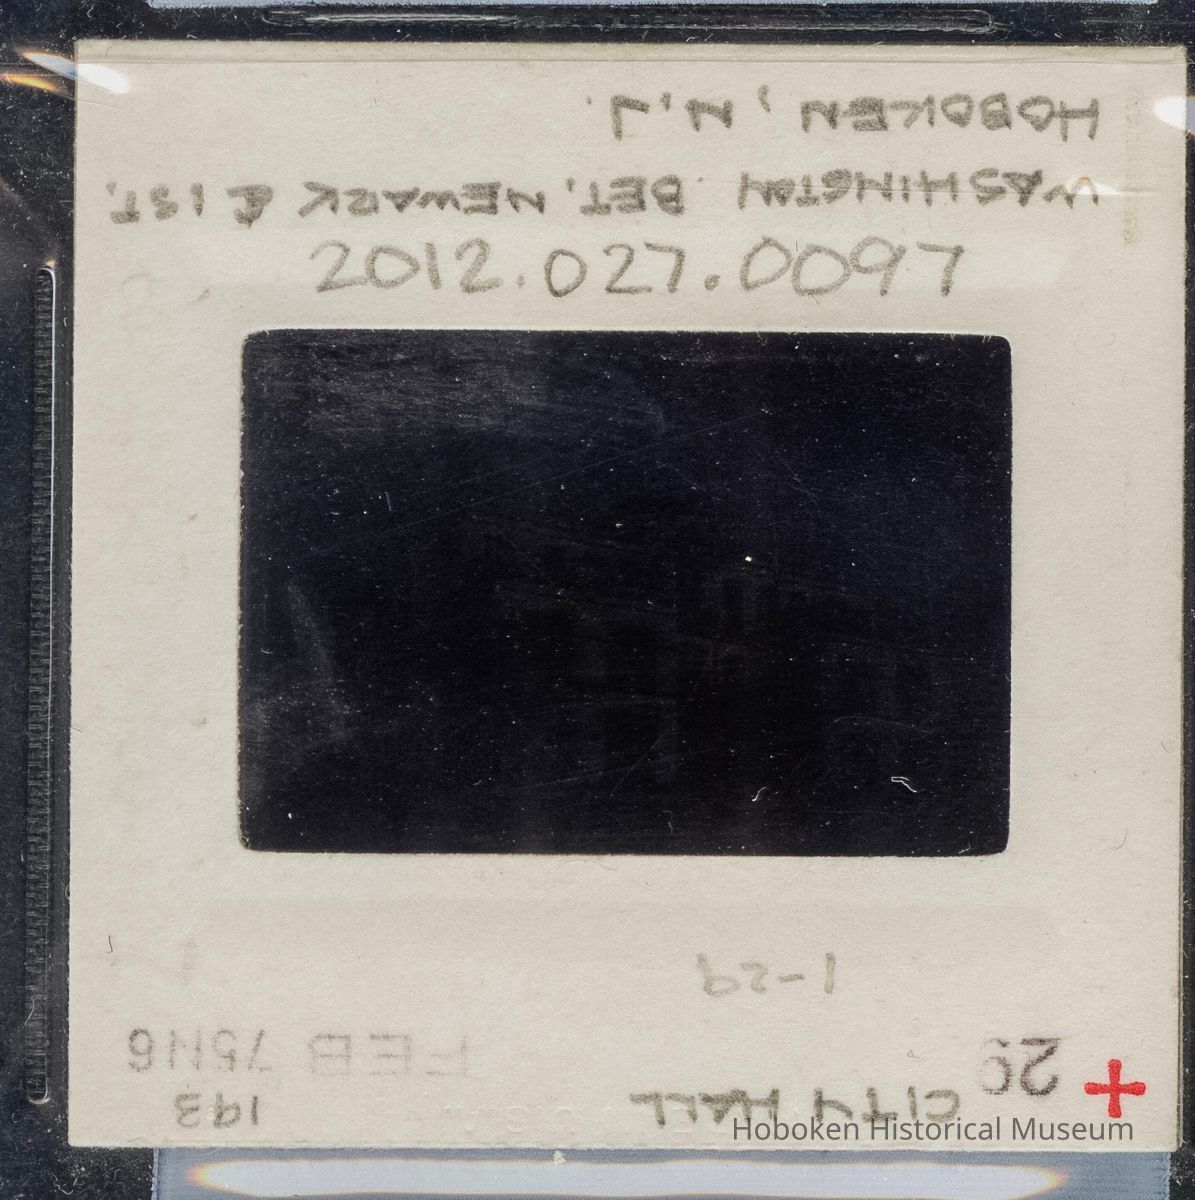 HOBOKEN, N.J.
WASHINGTON BET. NEWARK & 1ST.
2012.027.0097
1-29
FEB 75N6
29
193
CITY HALL
Hoboken Historical Museum